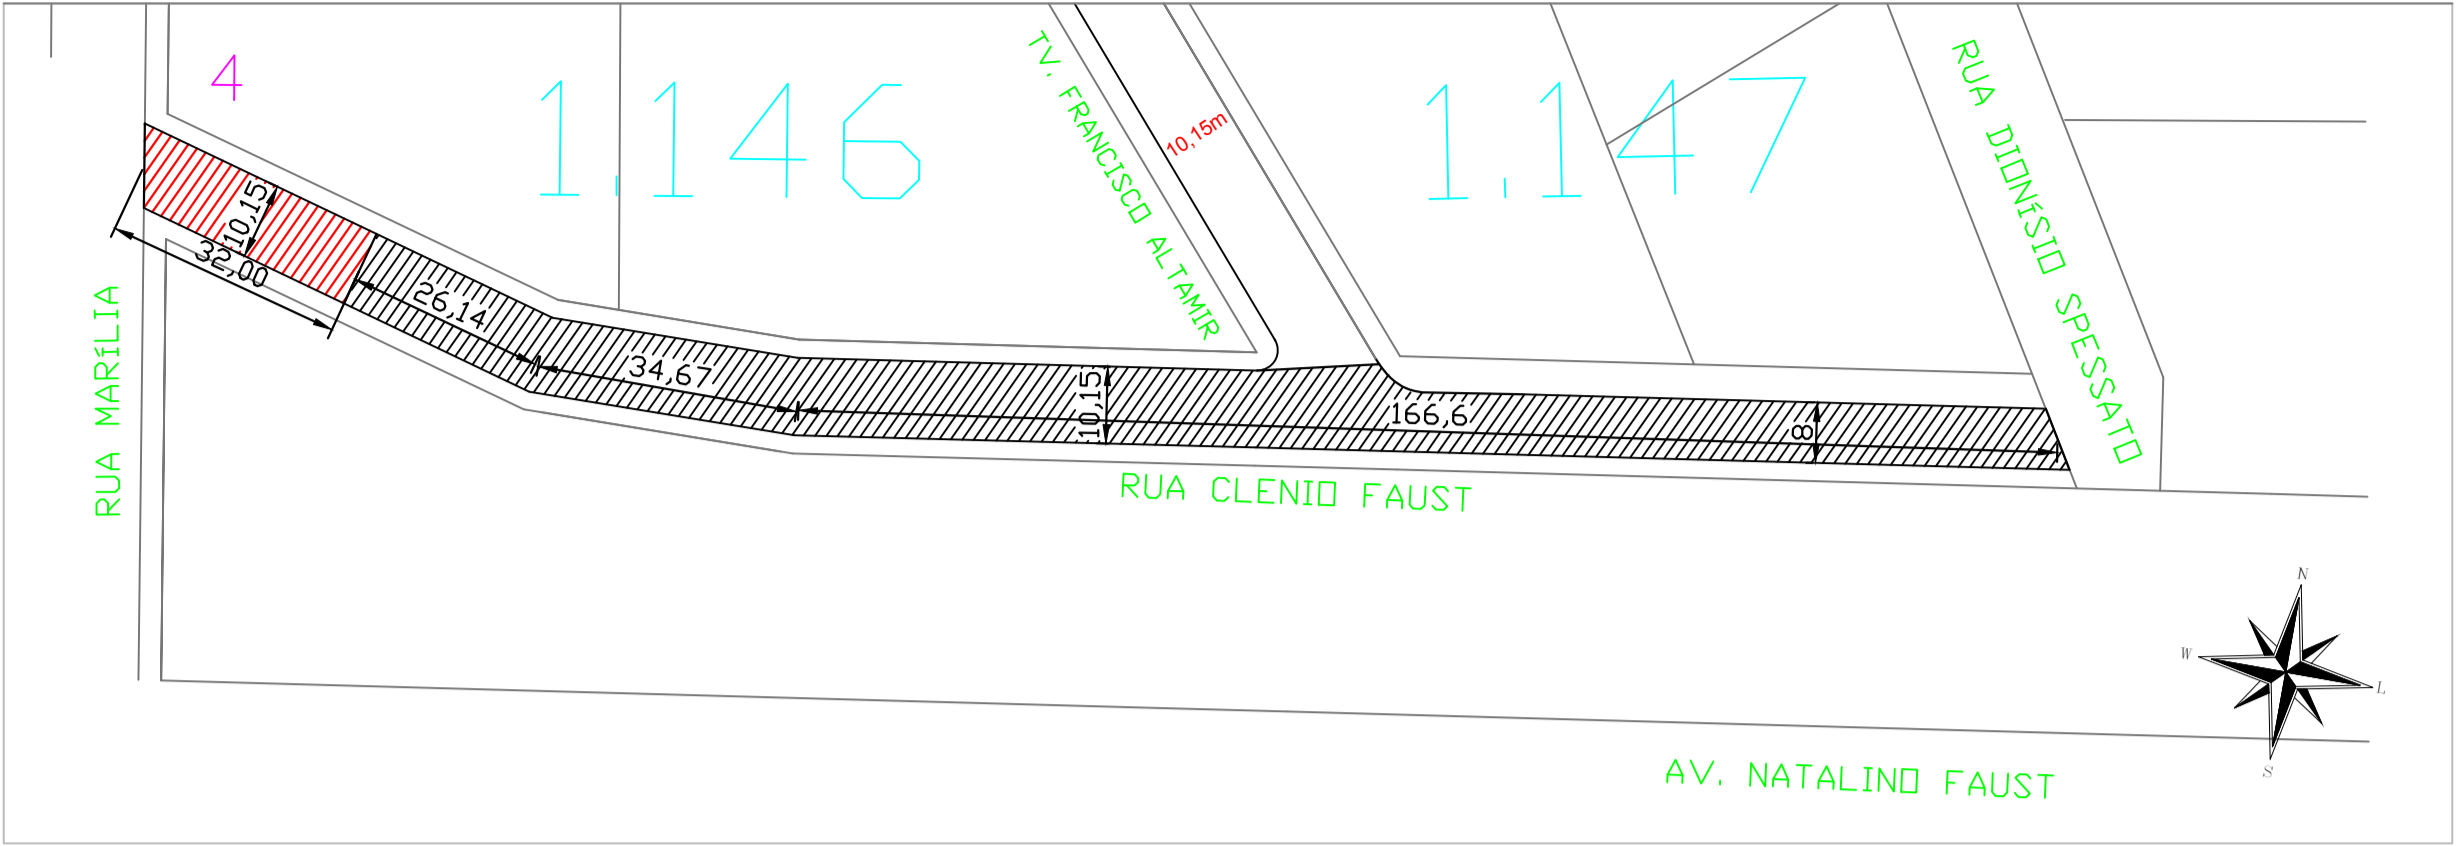 4
1.146
TV. FRANCISCO ALTAMIR
10,15m
1.147
RUA DIONÍSIO SPESSATO
10,15
32,00
26,14
34,67
10,15
166,6
8
RUA MARÍLIA
RUA CLENIO FAUST
N
W
L
S
AV. NATALINO FAUST